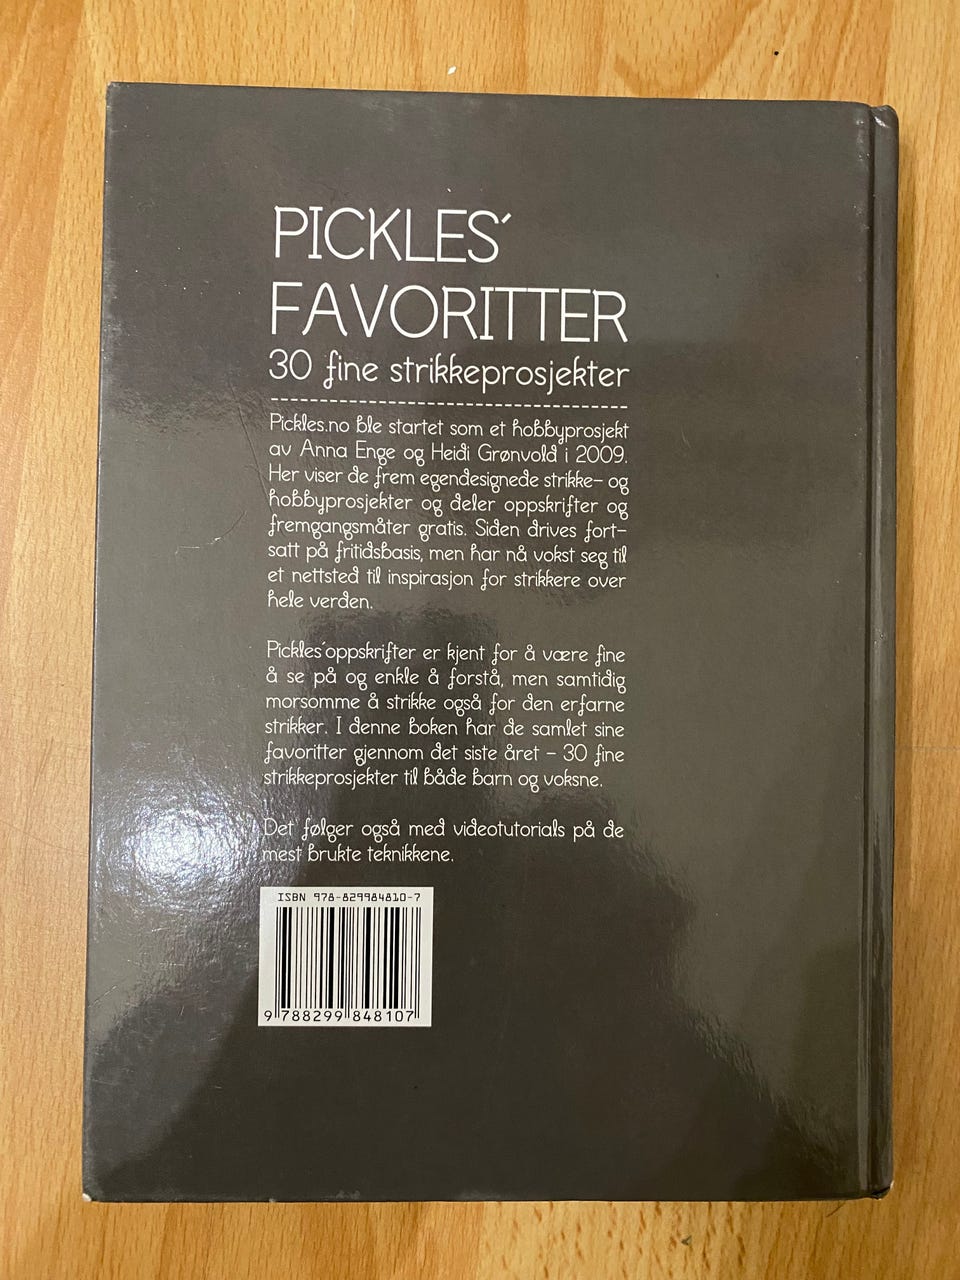 PICKLES´
FAVORITTER
30 fine strikkeprosjekter
Pickles.no ble startet som et hobbyprosjekt
av Anna Enge og Heidi Grønvold i 2009.
Her viser de frem egendesignede strikke- og
hobbyprosjekter og deler oppskrifter og
fremgangsmåter gratis. Siden drives fort-
satt på fritidsbasis, men har nå vokst seg til
et nettsted til inspirasjon for strikkere over
hele verden.
Pickles´oppskrifter er kjent for å være fine
å se på og enkle å forstå, men samtidig
morsomme å strikke også for den erfarne
strikker. I denne boken har de samlet sine
favoritter gjennom det siste året – 30 fine
strikkeprosjekter til både barn og voksne.
Det følger også med videotutorials på de
mest brukte teknikkene.
ISBN 978-829984810-7
9 788299 848107